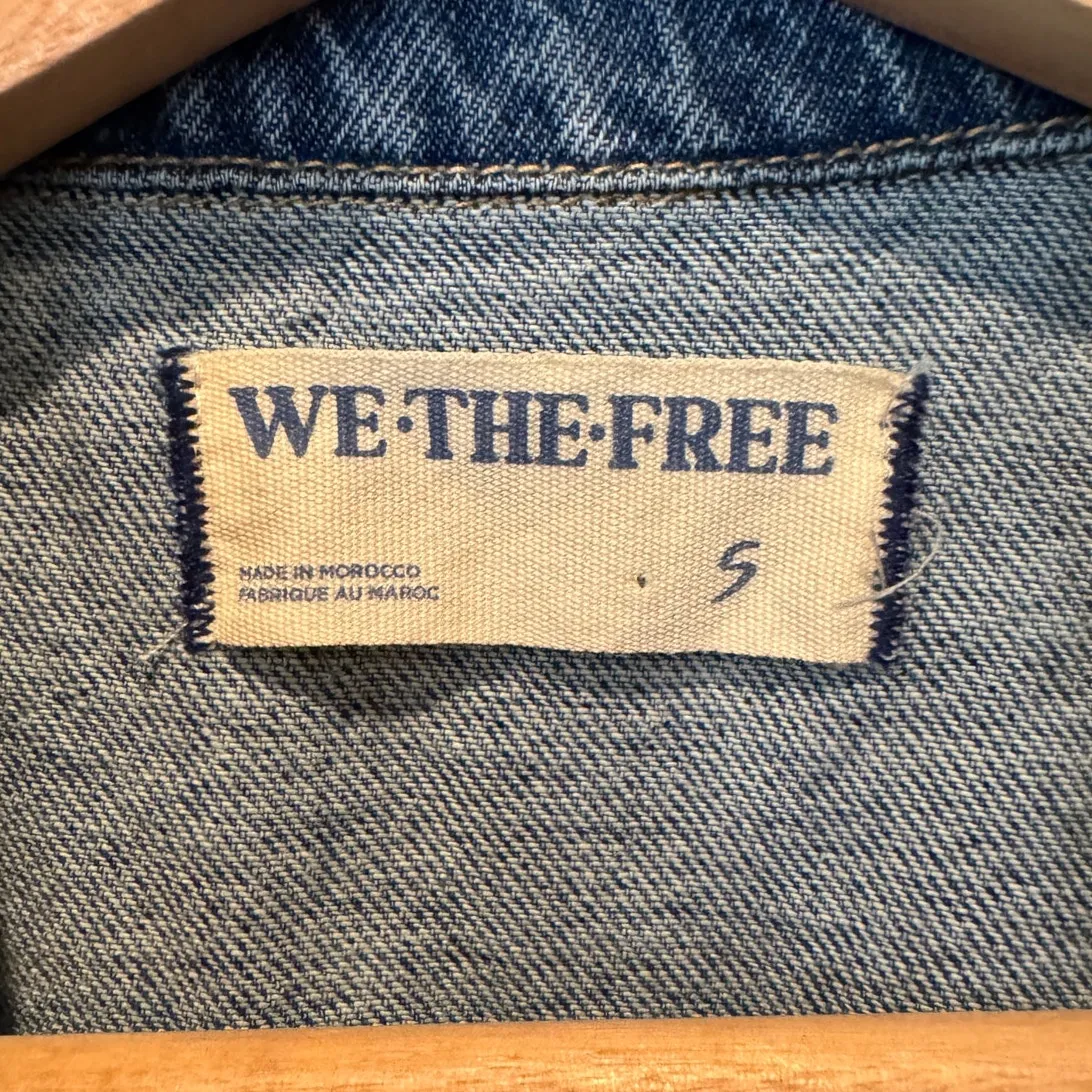 WE·THE·FREE
S
MADE IN MOROCCO
FABRIQUE AU MAROC